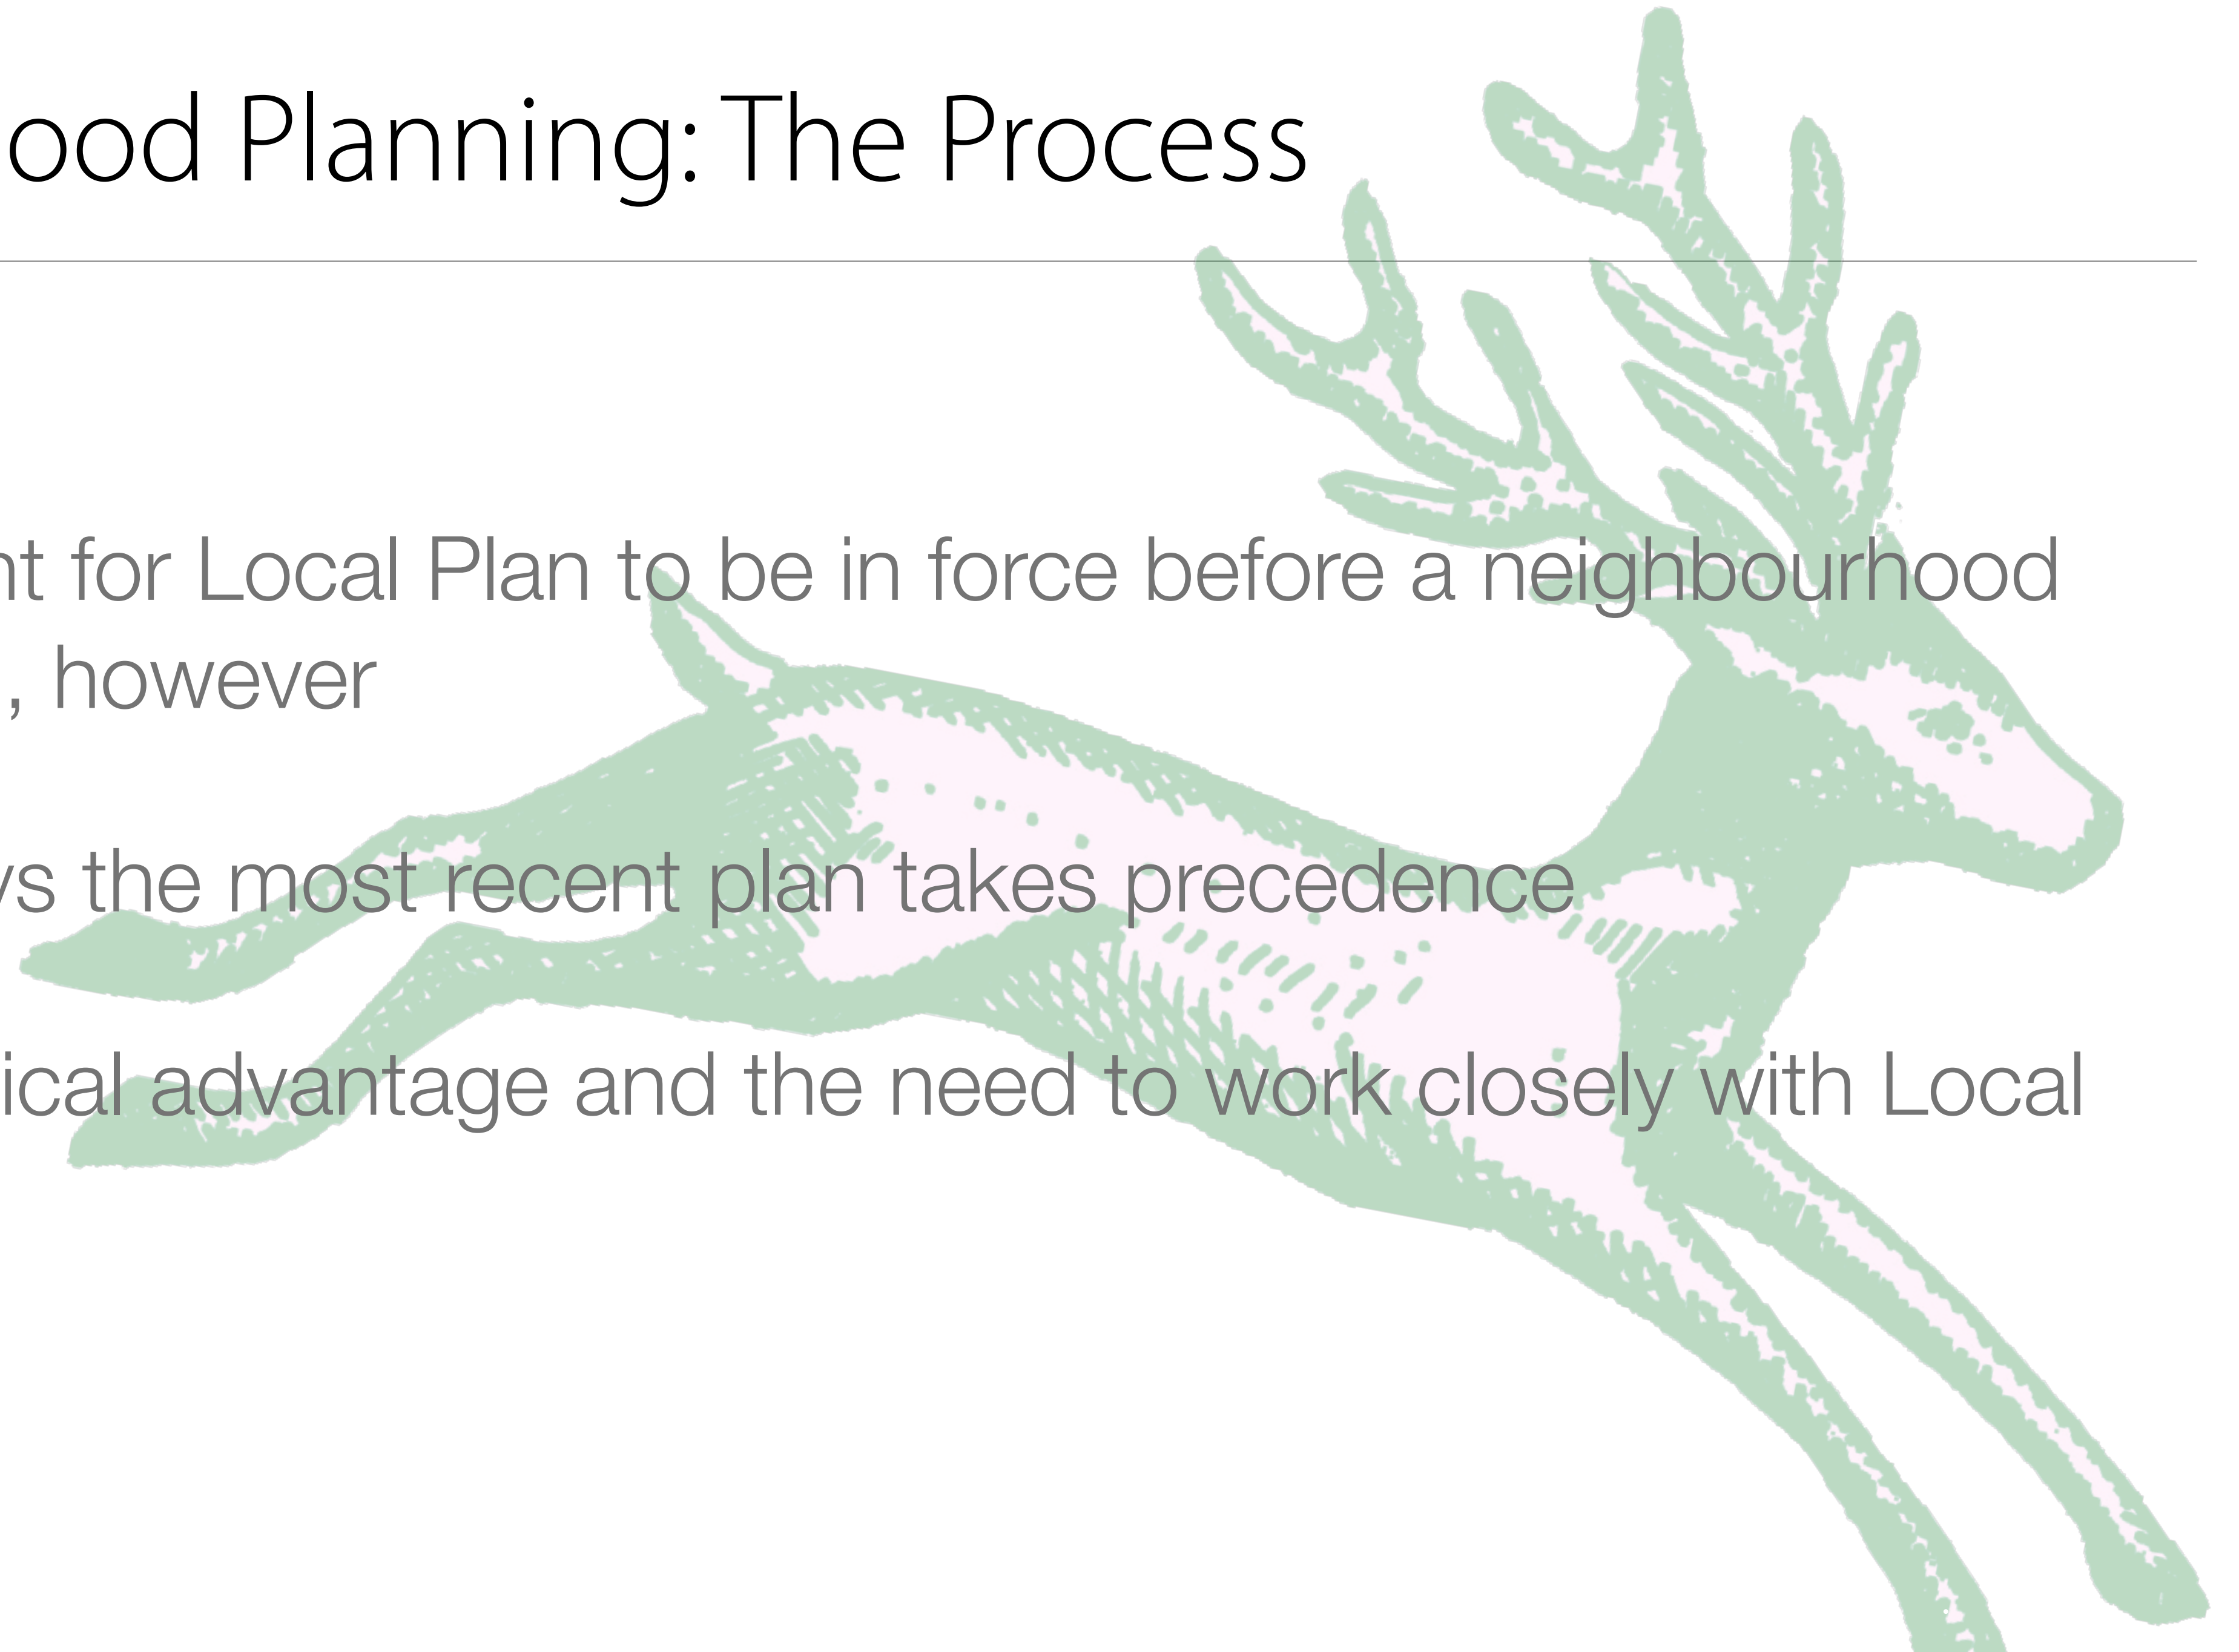 ood Planning: The Process
nt for Local Plan to be in force before a neighbourhood
, however
ys the most recent plan takes precedence
ical advantage and the need to work closely with Local